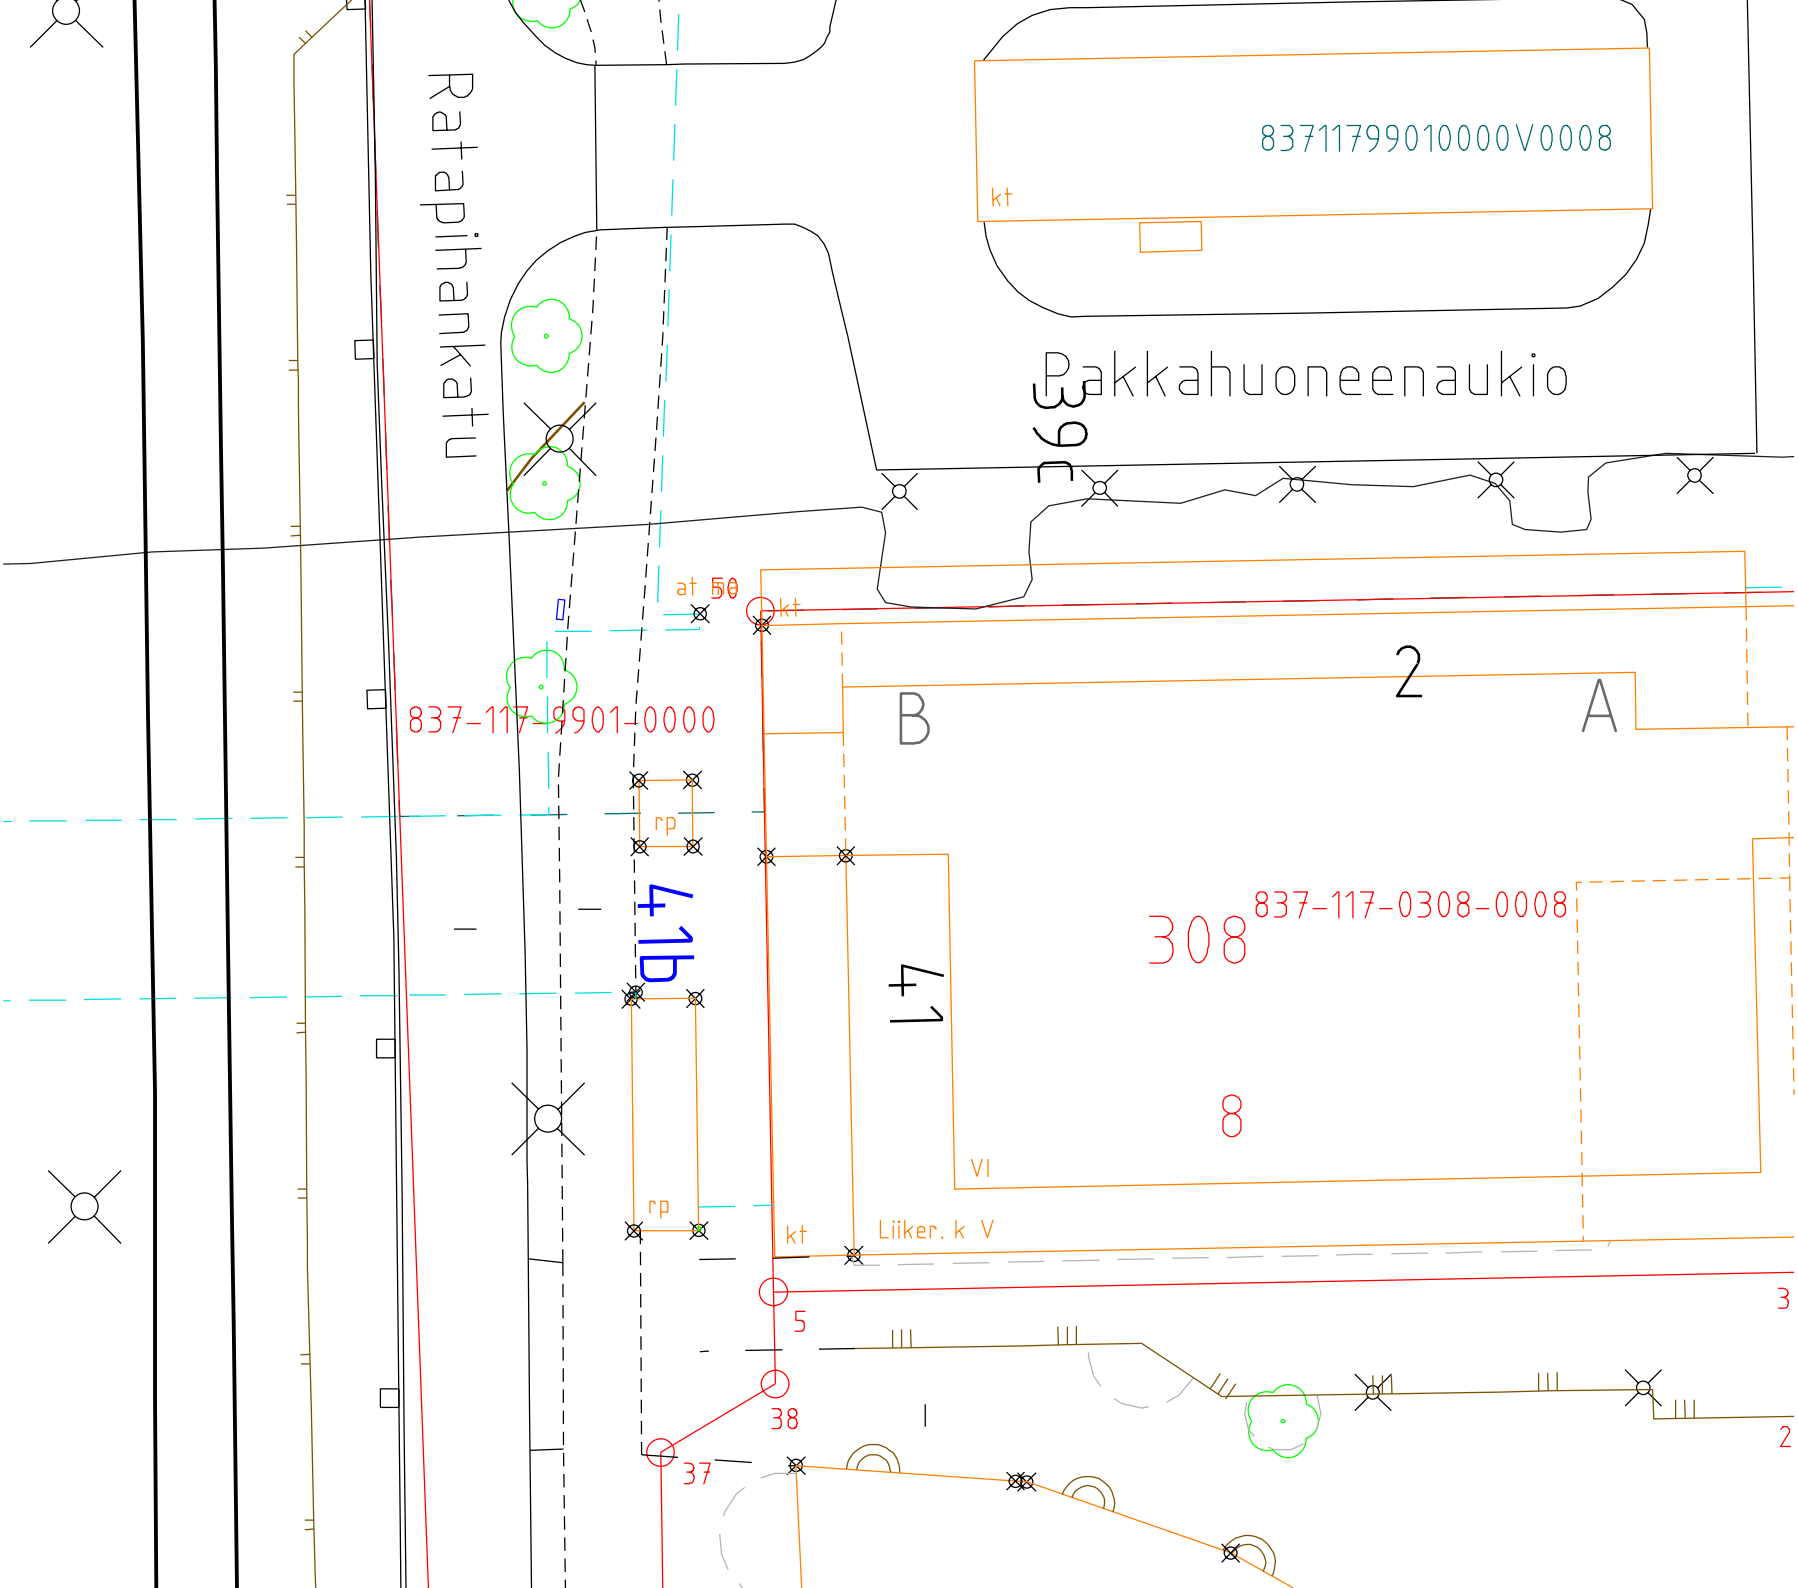 Ratapihankatu
83711799010000V0008
kt
Pakkahuoneenaukio
39c
at
50
kt
2
B
A
837-117-9901-0000
rp
41b
837-117-0308-0008
308
41
8
VI
rp
kt
Liiker. k V
5
3
38
2
37